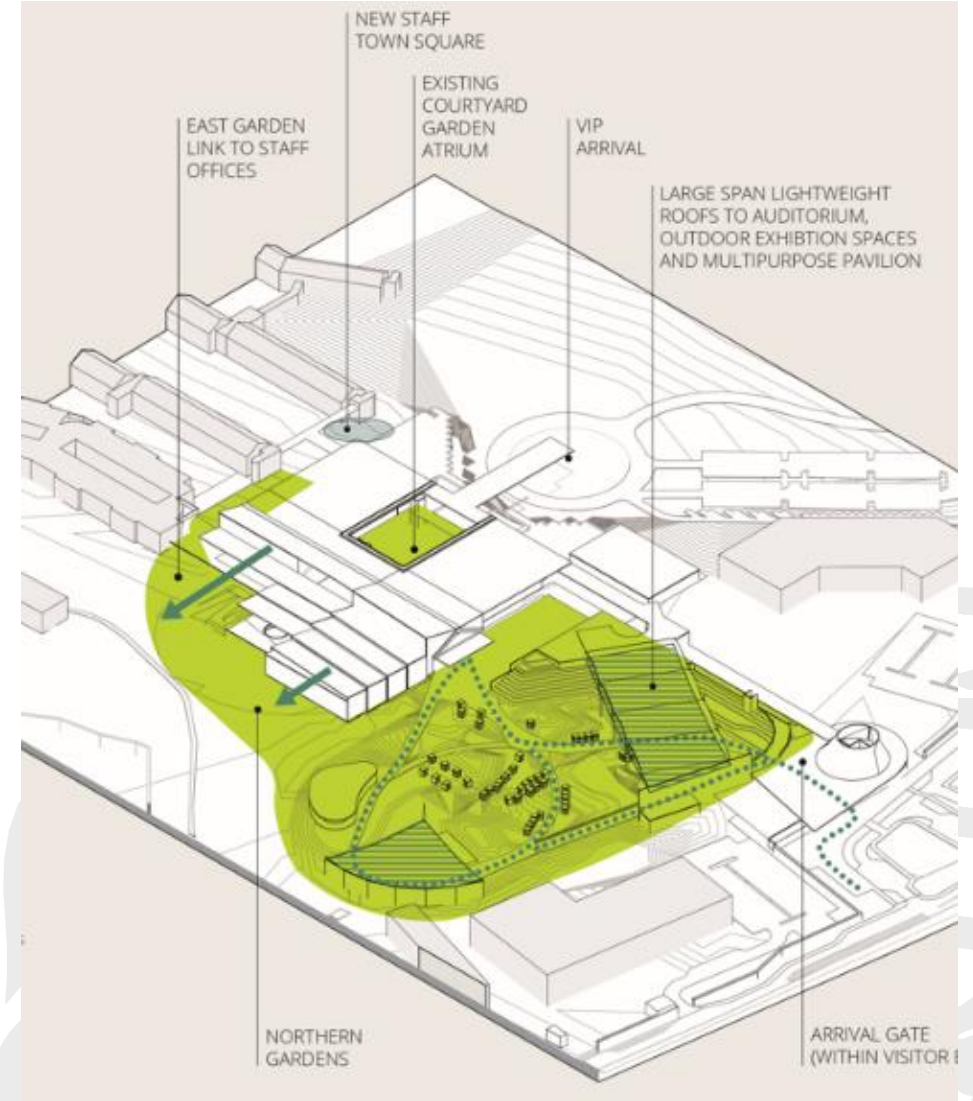 NEW STAFF
TOWN SQUARE
EXISTING
COURTYARD
GARDEN
ATRIUM
EAST GARDEN
LINK TO STAFF
OFFICES
VIP
ARRIVAL
LARGE SPAN LIGHTWEIGHT
ROOFS TO AUDITORIUM,
OUTDOOR EXHIBTION SPACES
AND MULTIPURPOSE PAVILION
NORTHERN
GARDENS
ARRIVAL GATE
(WITHIN VISITOR